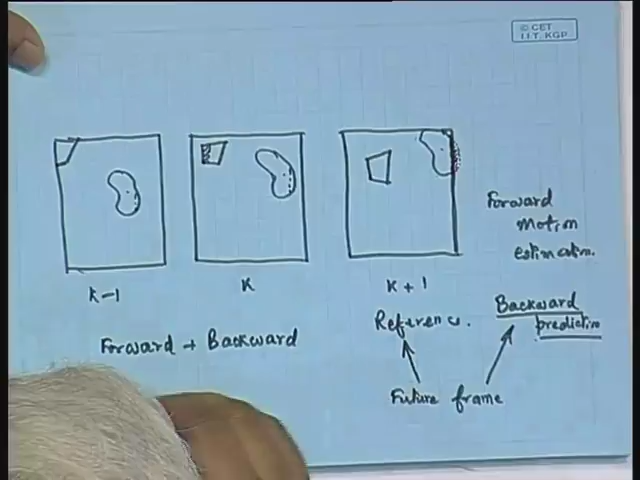 © CET
I.I.T. KGP
K-1
K
K+1
Forward
motion
estimation.
Forward + Backward
Reference.
Backward
prediction
Future frame